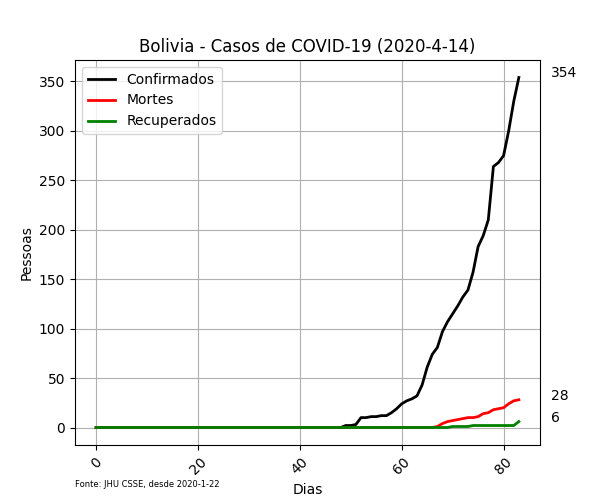 Bolivia - Casos de COVID-19 (2020-4-14)
Confirmados
Mortes
Recuperados
354
28
6
350
300
250
200
150
100
50
0
Pessoas
0 20 40 60 80
Dias
Fonte: JHU CSSE, desde 2020-1-22